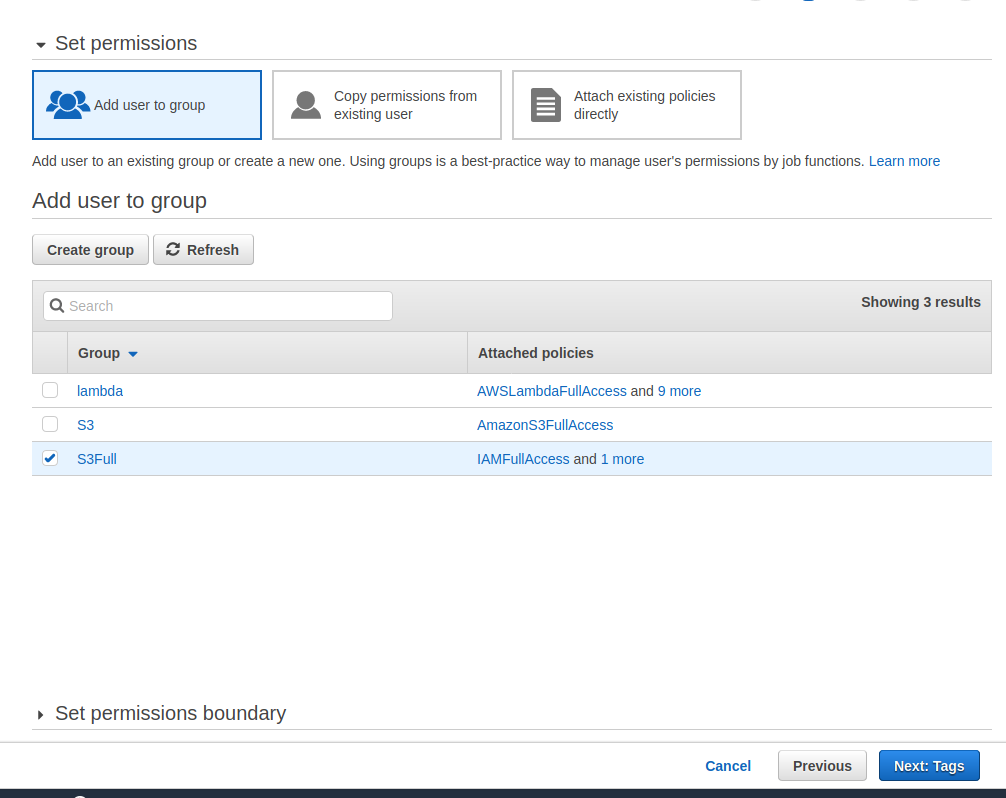 Set permissions
Add user to group
Copy permissions from
existing user
Attach existing policies
directly
Add user to an existing group or create a new one. Using groups is a best-practice way to manage user's permissions by job functions. Learn more
Add user to group
Create group Refresh
Search Showing 3 results
Group Attached policies
lambda AWSLambdaFullAccess and 9 more
S3 AmazonS3FullAccess
S3Full IAMFullAccess and 1 more
Set permissions boundary
Cancel Previous Next: Tags